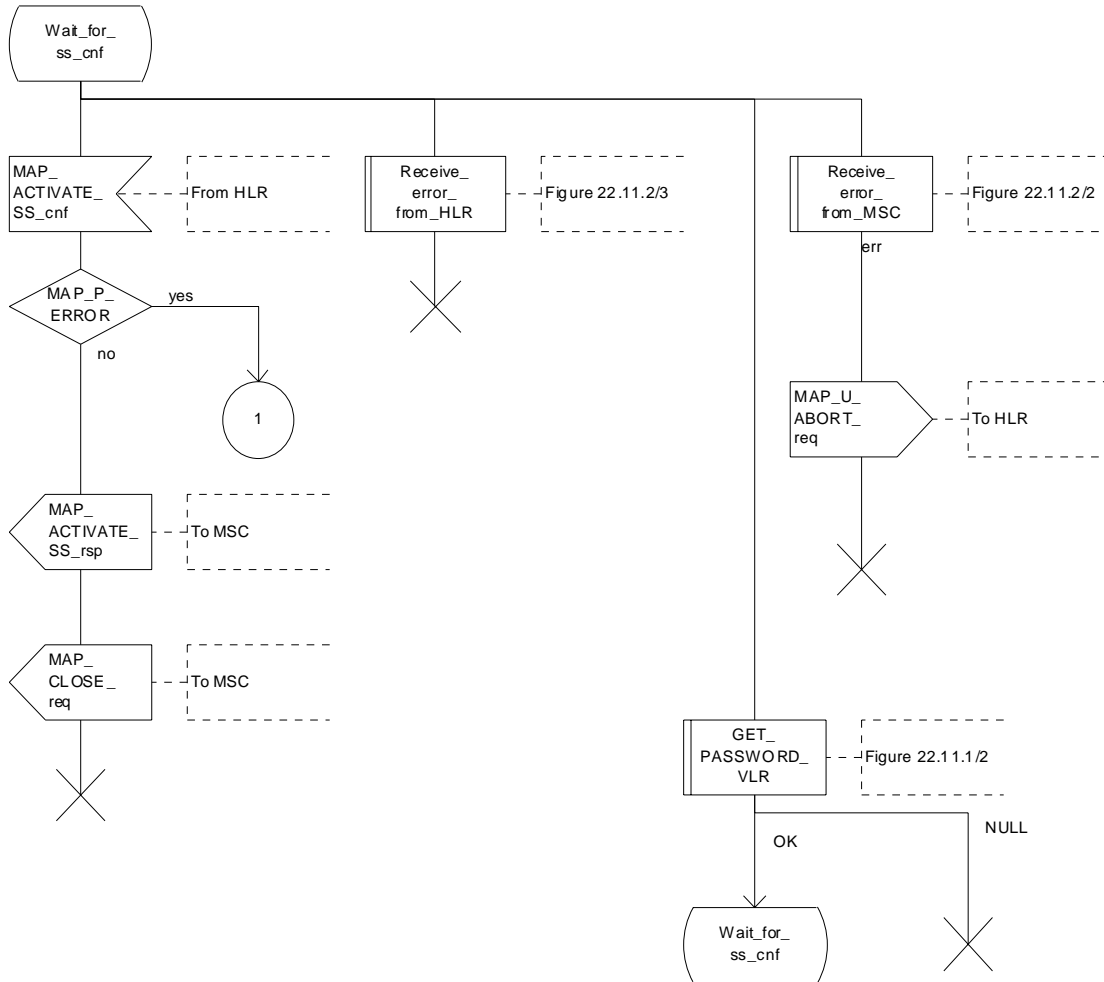 Wait_for_
ss_cnf
MAP_
ACTIVATE_
SS_cnf
From HLR
Receive_
error_
from_HLR
Figure 22.11.2/3
Receive_
error_
from_MSC
Figure 22.11.2/2
err
MAP_P_
ERROR
yes
no
1
MAP_U_
ABORT_
req
To HLR
MAP_
ACTIVATE_
SS_rsp
To MSC
MAP_
CLOSE_
req
To MSC
GET_
PASSWORD_
VLR
Figure 22.11.1/2
OK
NULL
Wait_for_
ss_cnf